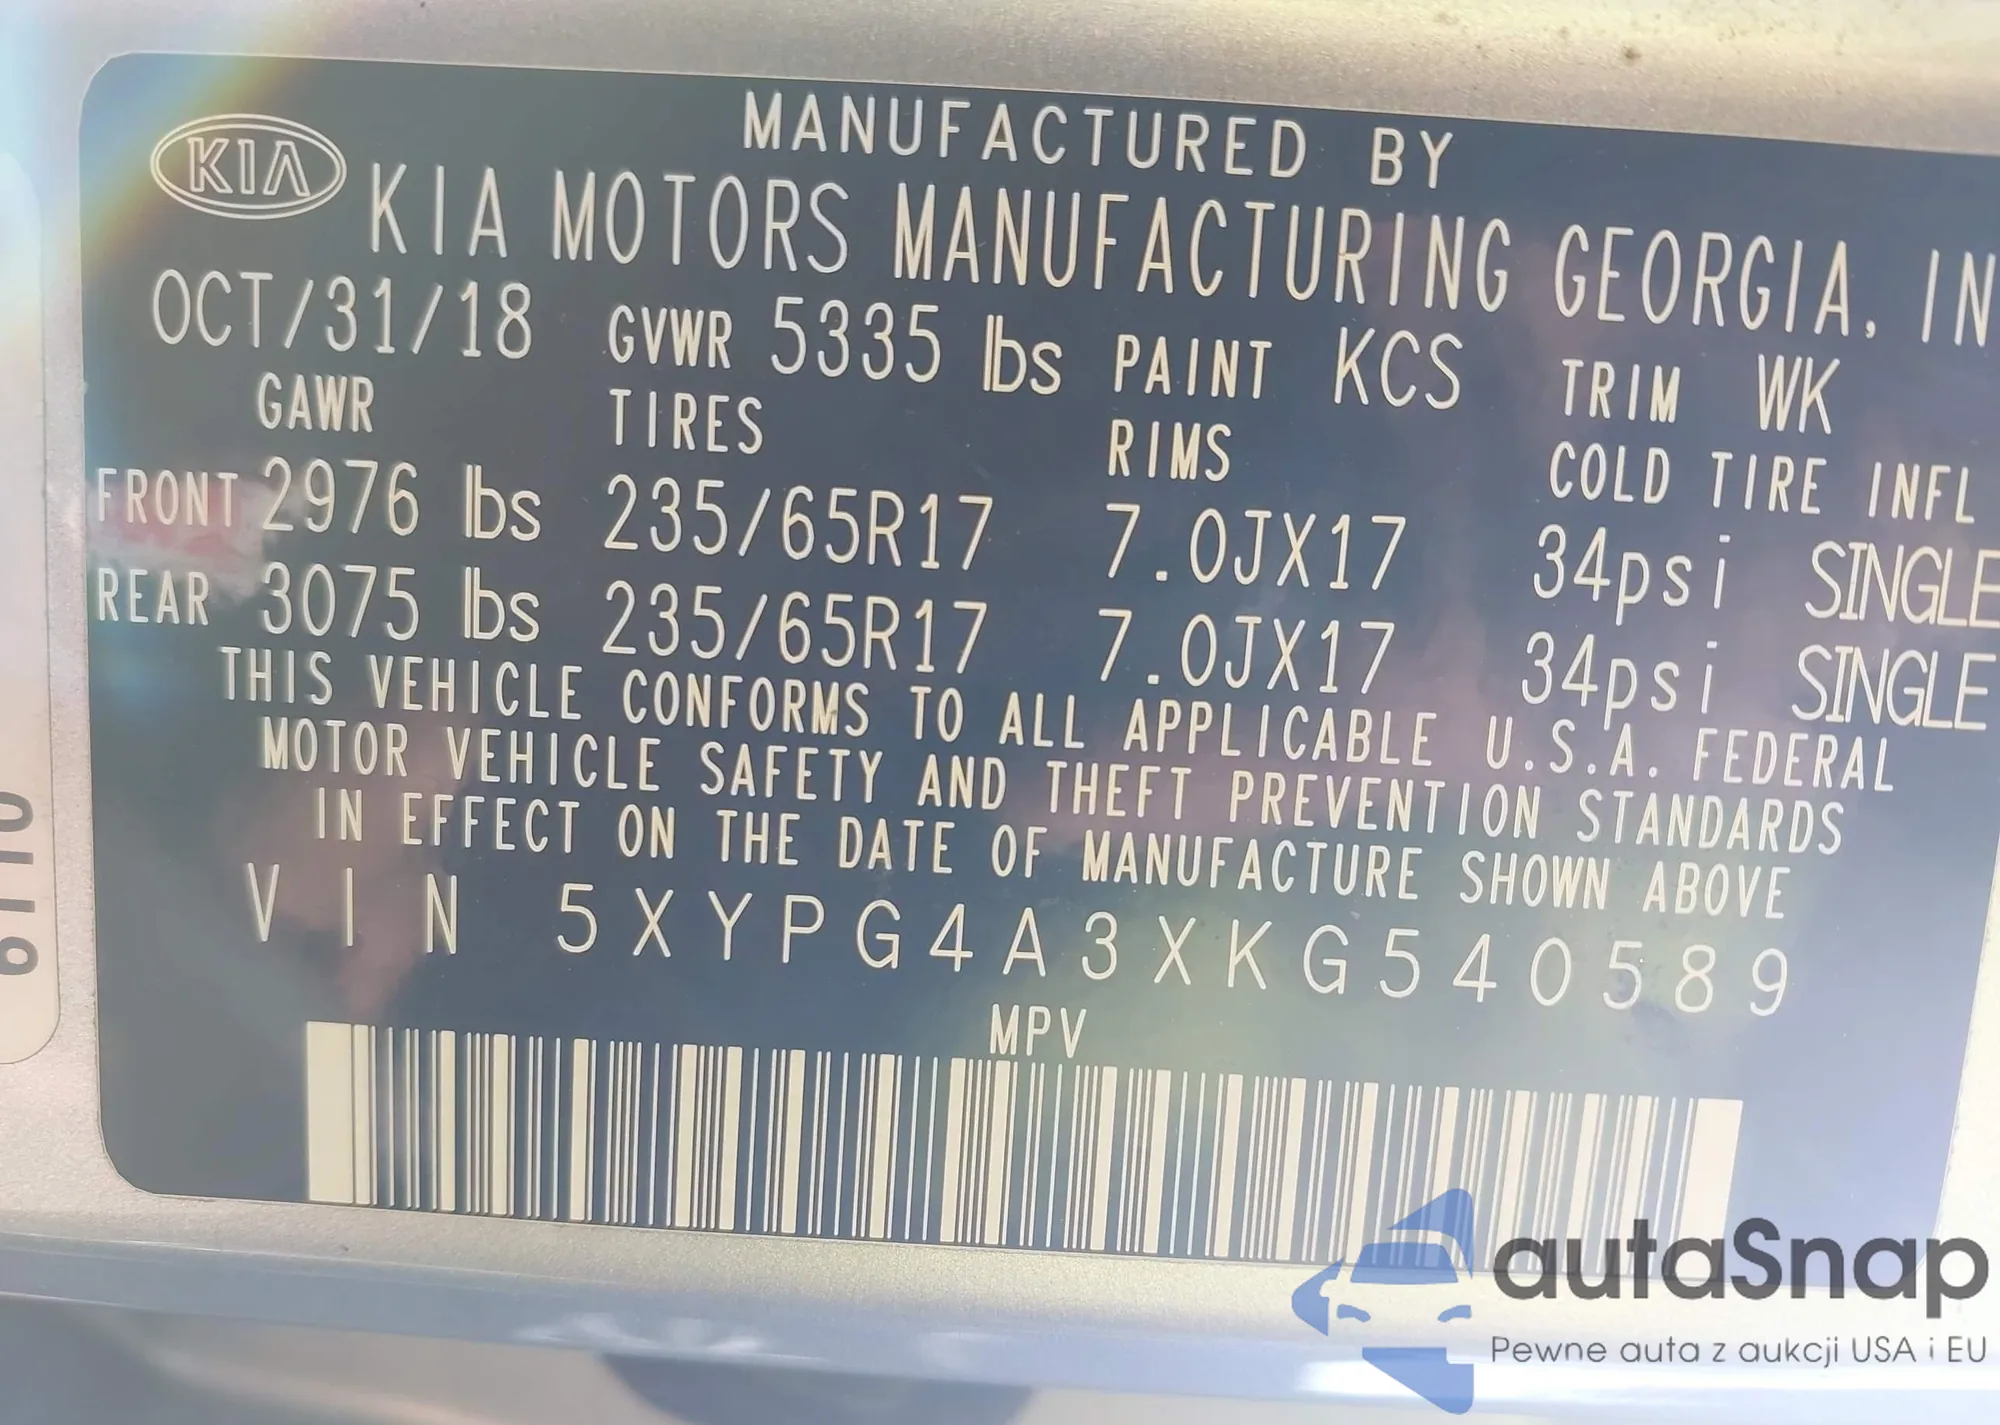 MANUFACTURED BY
KIA
KIA MOTORS MANUFACTURING GEORGIA, IN
OCT/31/18 GVWR 5335 lbs PAINT KCS TRIM WK
GAWR TIRES RIMS COLD TIRE INFL
FRONT 2976 lbs 235/65R17 7.0JX17 34psi SINGLE
REAR 3075 lbs 235/65R17 7.0JX17 34psi SINGLE
THIS VEHICLE CONFORMS TO ALL APPLICABLE U.S.A. FEDERAL
MOTOR VEHICLE SAFETY AND THEFT PREVENTION STANDARDS
IN EFFECT ON THE DATE OF MANUFACTURE SHOWN ABOVE
VIN 5XYPG4A3XKG540589
MPV
autaSnap
Pewne auta z aukcji USA i EU